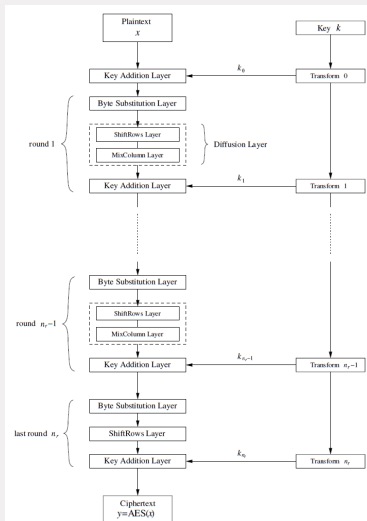 Plaintext
x
Key k
Key Addition Layer
k₀
Transform 0
round 1
Byte Substitution Layer
ShiftRows Layer
MixColumn Layer
Diffusion Layer
Key Addition Layer
k₁
Transform 1
round nᵣ−1
Byte Substitution Layer
ShiftRows Layer
MixColumn Layer
Key Addition Layer
kₙᵣ₋₁
Transform nᵣ−1
last round nᵣ
Byte Substitution Layer
ShiftRows Layer
Key Addition Layer
kₙᵣ
Transform nᵣ
Ciphertext
y=AES(x)